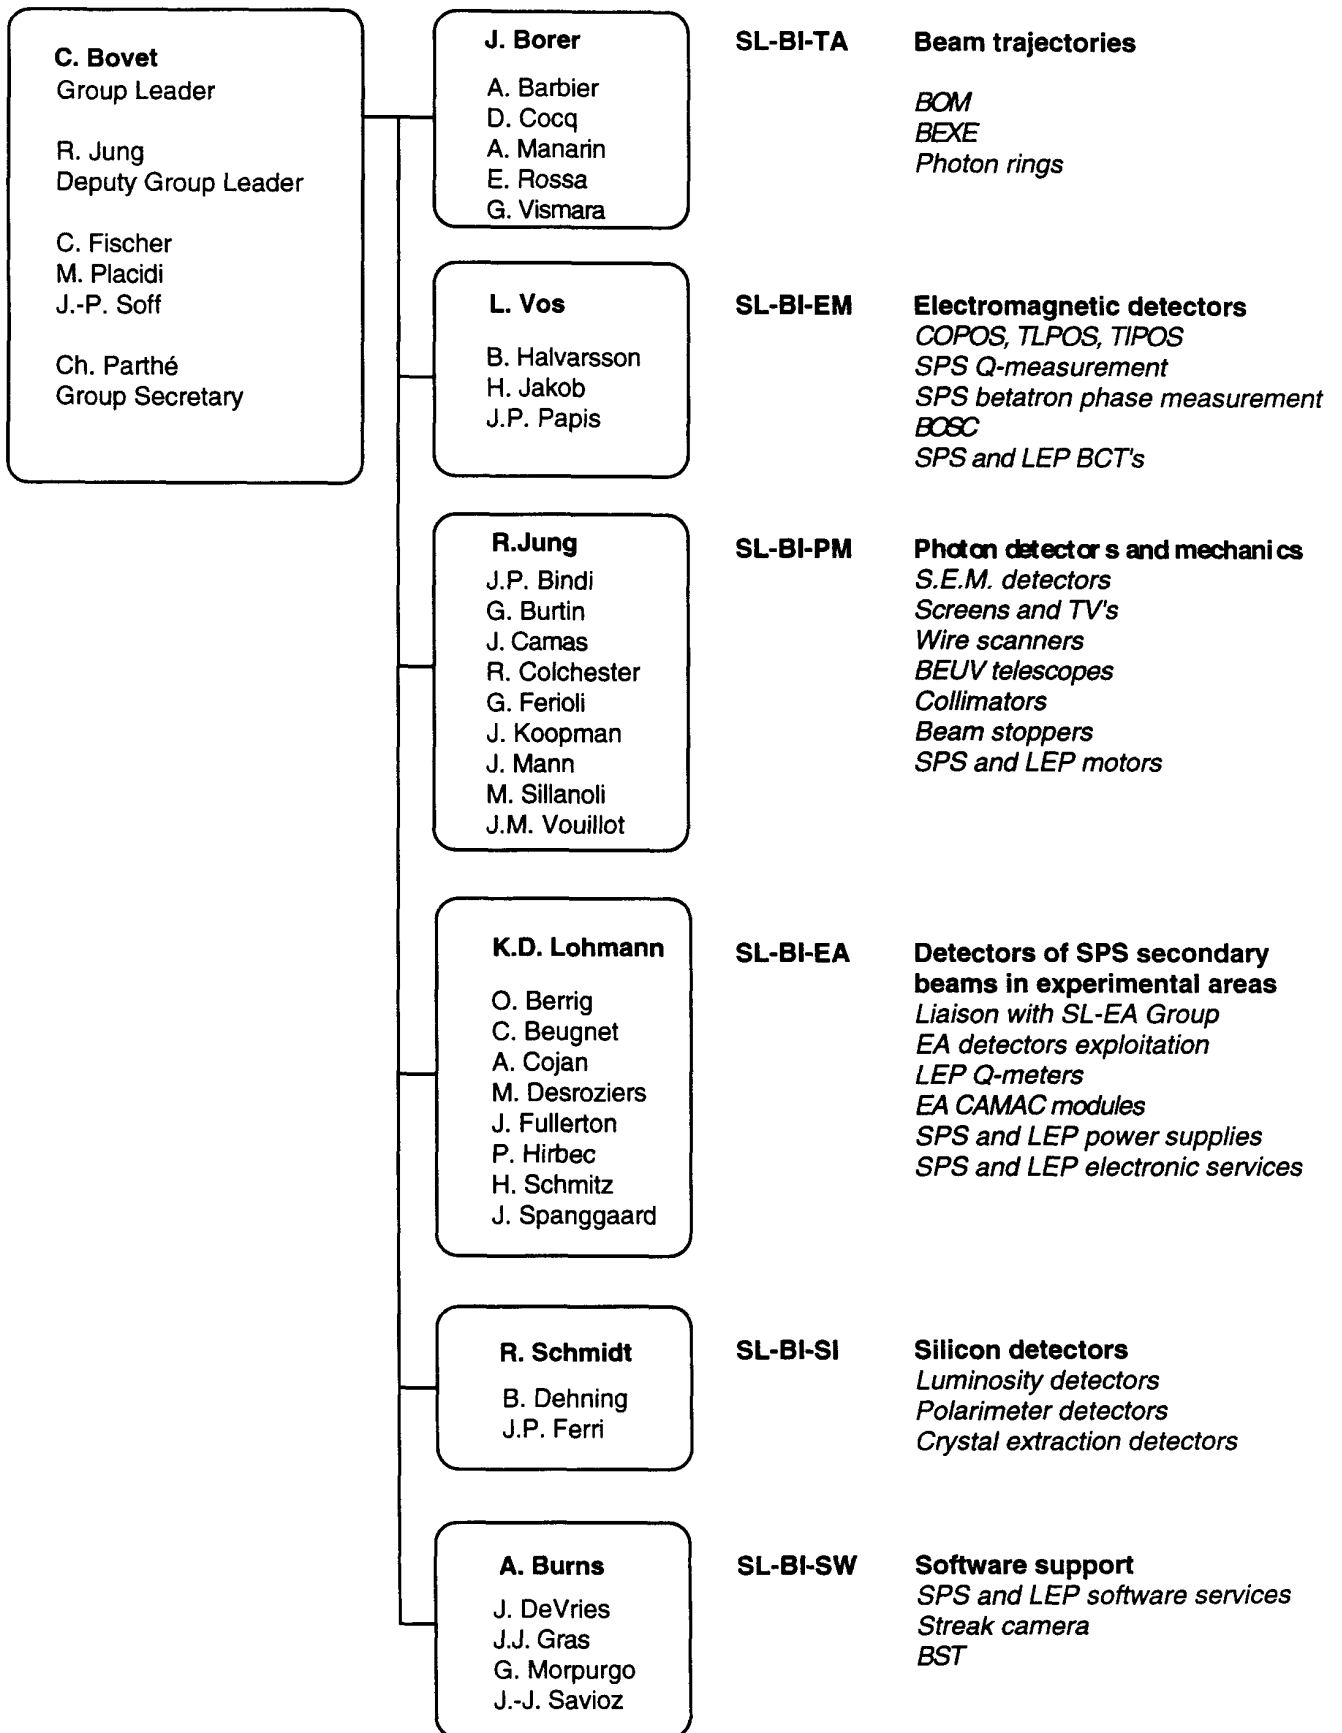 C. Bovet
Group Leader
R. Jung
Deputy Group Leader
C. Fischer
M. Placidi
J.-P. Soff
Ch. Parthé
Group Secretary
J. Borer
A. Barbier
D. Cocq
A. Manarin
E. Rossa
G. Vismara
SL-BI-TA
Beam trajectories
BOM
BEXE
Photon rings
L. Vos
B. Halvarsson
H. Jakob
J.P. Papis
SL-BI-EM
Electromagnetic detectors
COPOS, TLPOS, TIPOS
SPS Q-measurement
SPS betatron phase measurement
BOSC
SPS and LEP BCT's
R.Jung
J.P. Bindi
G. Burtin
J. Camas
R. Colchester
G. Ferioli
J. Koopman
J. Mann
M. Sillanoli
J.M. Vouillot
SL-BI-PM
Photon detectors and mechanics
S.E.M. detectors
Screens and TV's
Wire scanners
BEUV telescopes
Collimators
Beam stoppers
SPS and LEP motors
K.D. Lohmann
O. Berrig
C. Beugnet
A. Cojan
M. Desroziers
J. Fullerton
P. Hirbec
H. Schmitz
J. Spanggaard
SL-BI-EA
Detectors of SPS secondary
beams in experimental areas
Liaison with SL-EA Group
EA detectors exploitation
LEP Q-meters
EA CAMAC modules
SPS and LEP power supplies
SPS and LEP electronic services
R. Schmidt
B. Dehning
J.P. Ferri
SL-BI-SI
Silicon detectors
Luminosity detectors
Polarimeter detectors
Crystal extraction detectors
A. Burns
J. DeVries
J.J. Gras
G. Morpurgo
J.-J. Savioz
SL-BI-SW
Software support
SPS and LEP software services
Streak camera
BST